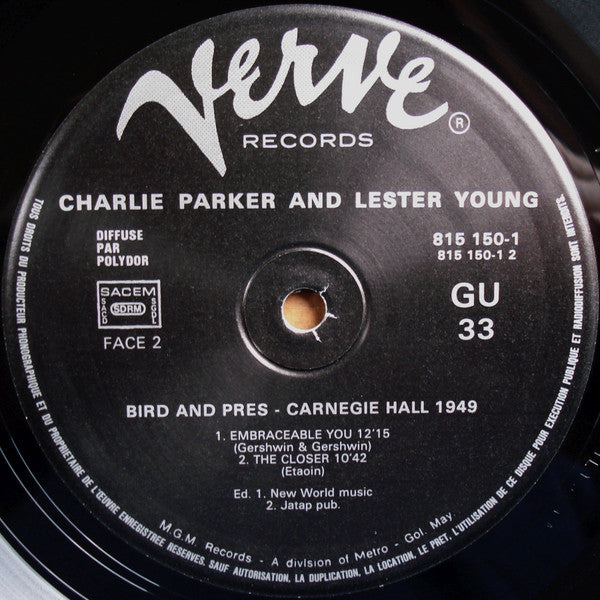 Verve
®
RECORDS
CHARLIE PARKER AND LESTER YOUNG
DIFFUSE
PAR
POLYDOR
815 150-1
815 150-1 2
SACEM
SACD
SDRM
SGDL
GU
33
FACE 2
BIRD AND PRES - CARNEGIE HALL 1949
1. EMBRACEABLE YOU 12'15
(Gershwin & Gershwin)
2. THE CLOSER 10'42
(Etaoin)
Ed. 1. New World music
2. Jatap pub.
M.G.M. Records - A division of Metro - Gol. May.
TOUS DROITS DU PRODUCTEUR PHONOGRAPHIQUE ET DU PROPRIETAIRE DE L'ŒUVRE ENREGISTREE RESERVES. SAUF AUTORISATION, LA DUPLICATION, LA LOCATION, LE PRET, L'UTILISATION DE CE DISQUE POUR EXECUTION PUBLIQUE ET RADIODIFFUSION SONT INTERDITS.